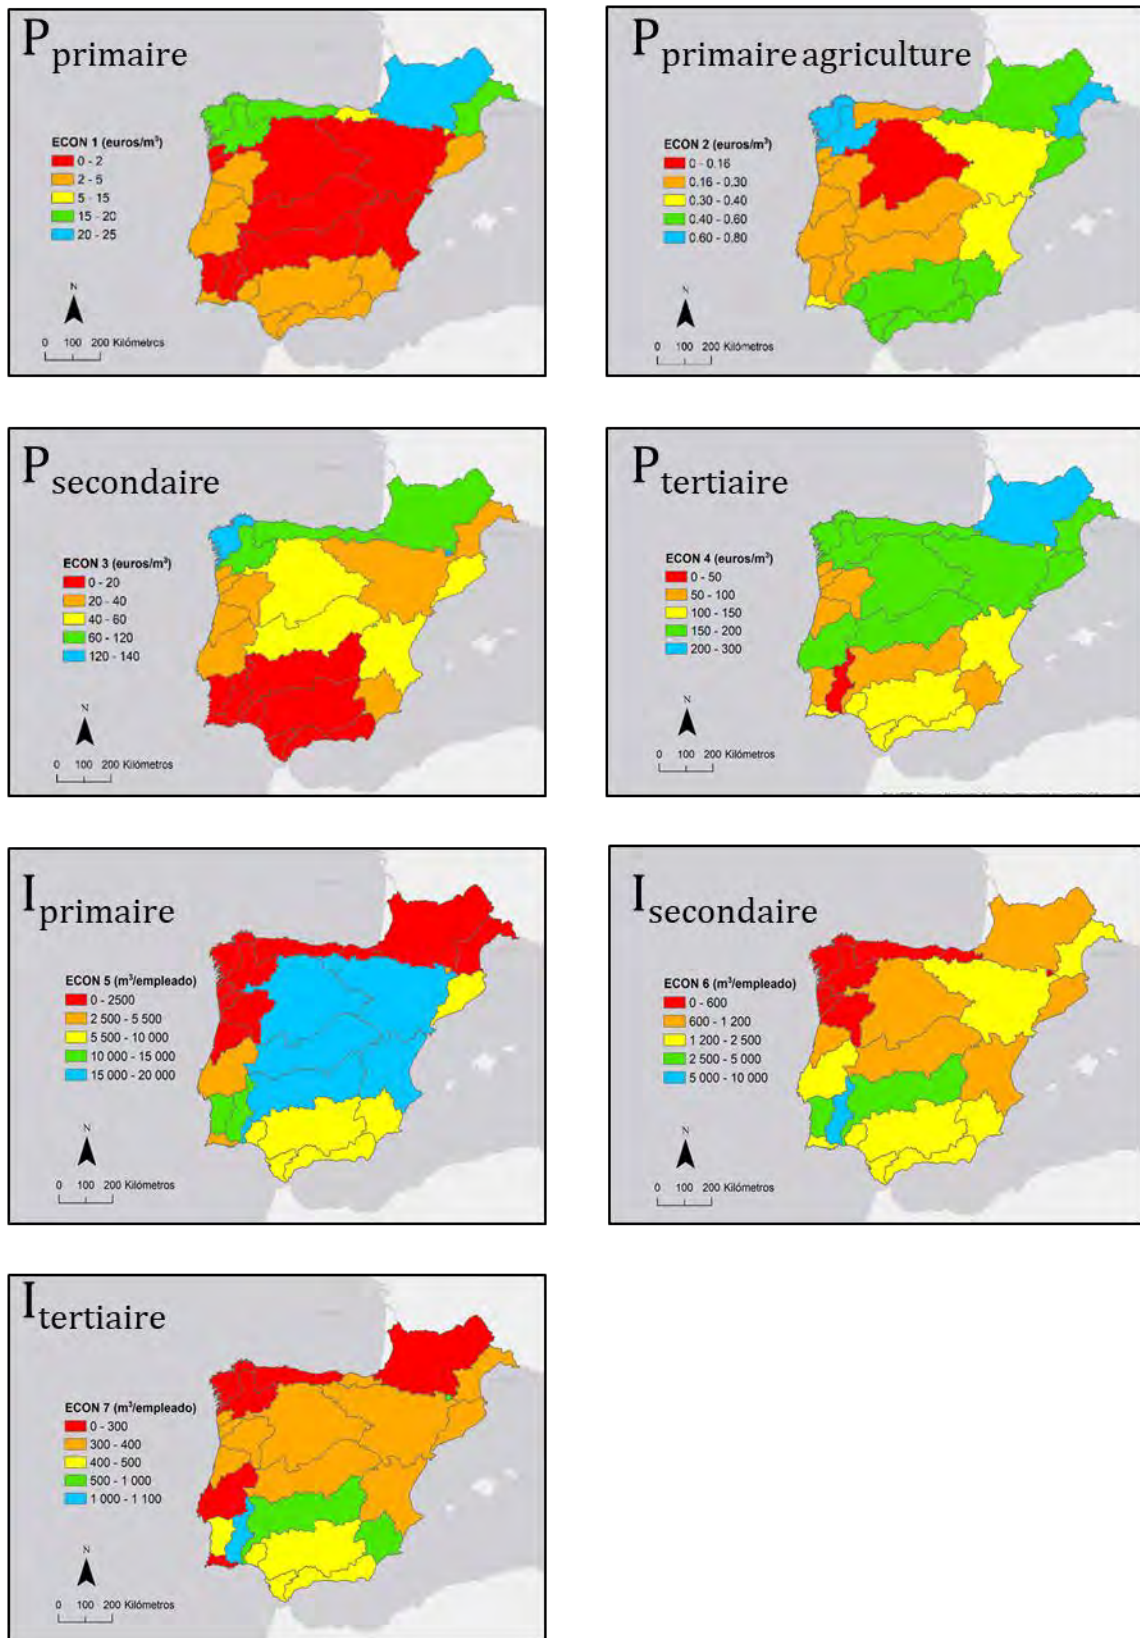 P primaire
ECON 1 (euros/m³)
0 - 2
2 - 5
5 - 15
15 - 20
20 - 25
N
0 100 200 Kilómetros
P primaire agriculture
ECON 2 (euros/m³)
0 - 0.16
0.16 - 0.30
0.30 - 0.40
0.40 - 0.60
0.60 - 0.80
N
0 100 200 Kilómetros
P secondaire
ECON 3 (euros/m³)
0 - 20
20 - 40
40 - 60
60 - 120
120 - 140
N
0 100 200 Kilómetros
P tertiaire
ECON 4 (euros/m³)
0 - 50
50 - 100
100 - 150
150 - 200
200 - 300
N
0 100 200 Kilómetros
I primaire
ECON 5 (m³/empleado)
0 - 2500
2 500 - 5 500
5 500 - 10 000
10 000 - 15 000
15 000 - 20 000
N
0 100 200 Kilómetros
I secondaire
ECON 6 (m³/empleado)
0 - 600
600 - 1 200
1 200 - 2 500
2 500 - 5 000
5 000 - 10 000
N
0 100 200 Kilómetros
I tertiaire
ECON 7 (m³/empleado)
0 - 300
300 - 400
400 - 500
500 - 1 000
1 000 - 1 100
N
0 100 200 Kilómetros